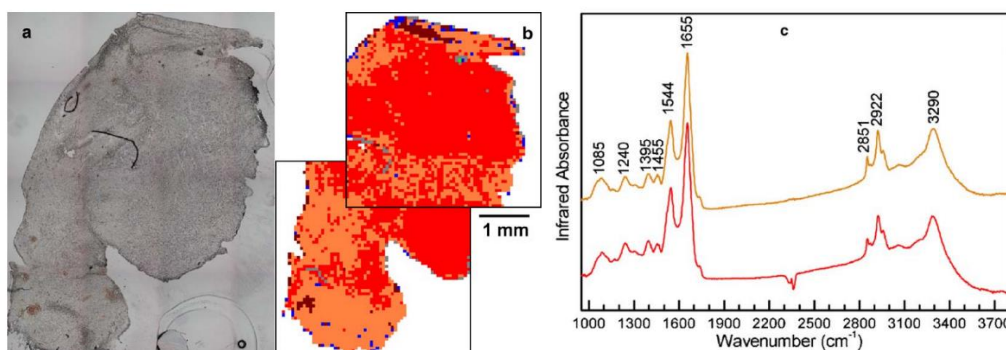 a
b
1 mm
c
Infrared Absorbance
1085
1240
1395
1455
1544
1655
2851
2922
3290
1000 1300 1600 1900 2200 2500 2800 3100 3400 3700
Wavenumber (cm⁻¹)